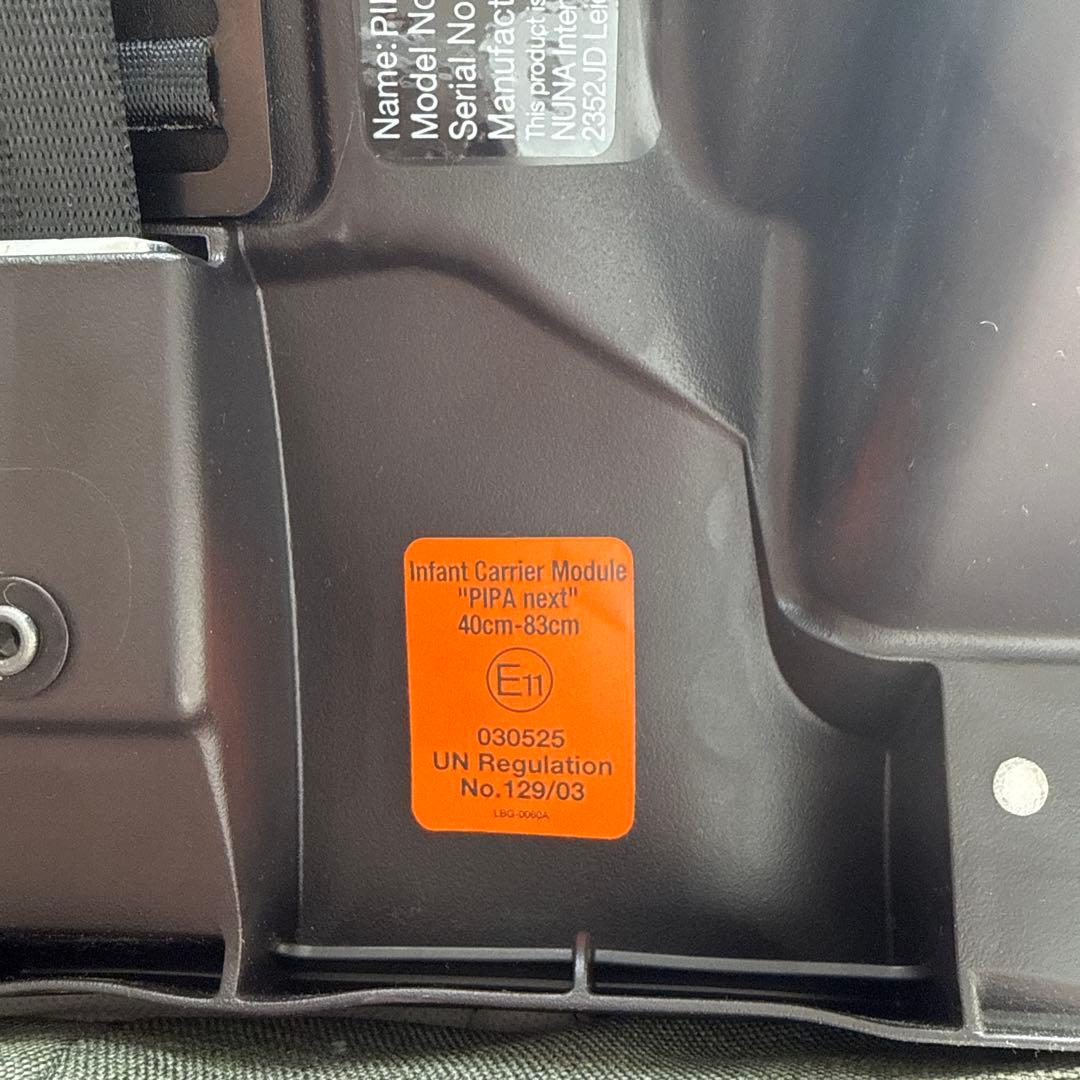 Name: PI
Model No
Serial No
Manufact
This product is
NUNA Inter
2352JD Lei
Infant Carrier Module
"PIPA next"
40cm-83cm
E11
030525
UN Regulation
No.129/03
LBG-0060A